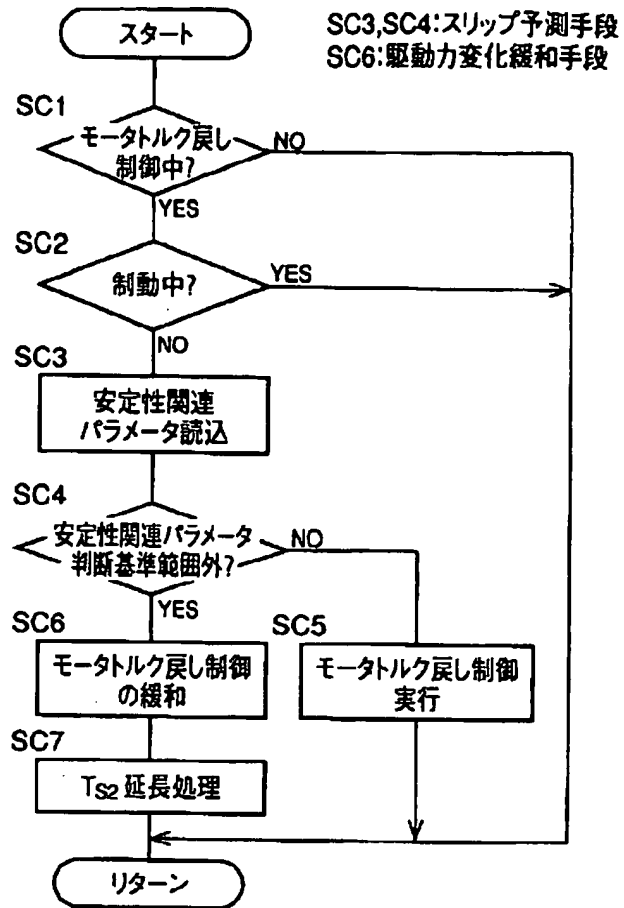 スタート
SC3,SC4:スリップ予測手段
SC6:駆動力変化緩和手段
SC1
モータトルク戻し
制御中?
NO
YES
SC2
制動中?
YES
NO
SC3
安定性関連
パラメータ読込
SC4
安定性関連パラメータ
判断基準範囲外?
NO
YES
SC6
モータトルク戻し制御
の緩和
SC5
モータトルク戻し制御
実行
SC7
TS2 延長処理
リターン